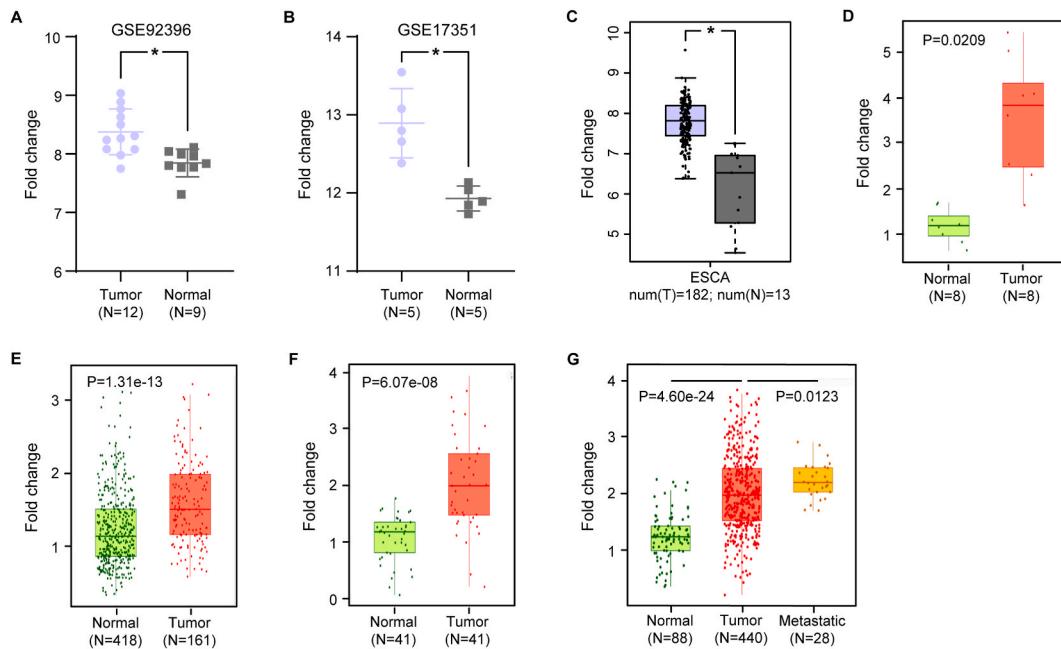 A
GSE92396
*
Fold change
10
9
8
7
6
Tumor
(N=12)
Normal
(N=9)
B
GSE17351
*
Fold change
14
13
12
11
Tumor
(N=5)
Normal
(N=5)
C
*
Fold change
10
9
8
7
6
5
ESCA
num(T)=182; num(N)=13
D
P=0.0209
Fold change
5
4
3
2
1
Normal
(N=8)
Tumor
(N=8)
E
P=1.31e-13
Fold change
3
2
1
Normal
(N=418)
Tumor
(N=161)
F
P=6.07e-08
Fold change
4
3
2
1
0
Normal
(N=41)
Tumor
(N=41)
G
P=4.60e-24
P=0.0123
Fold change
4
3
2
1
Normal
(N=88)
Tumor
(N=440)
Metastatic
(N=28)